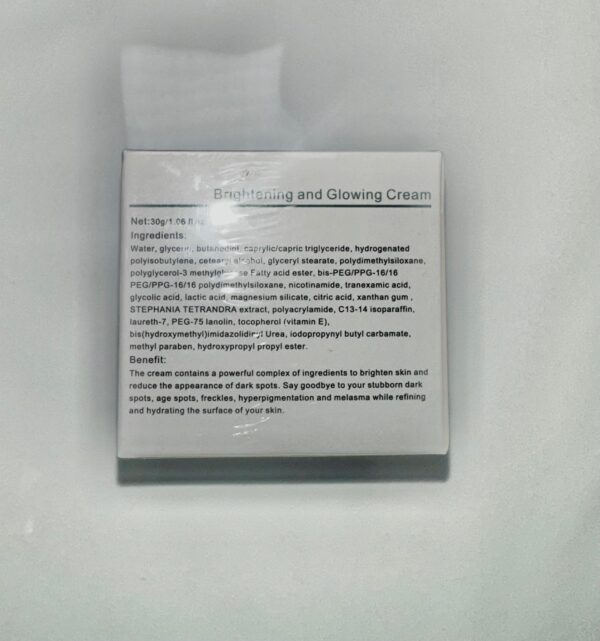 Brightening and Glowing Cream
Net:30g/1.06 fl
Ingredients:
Water, glycerin, butanediol, caprylic/capric triglyceride, hydrogenated
polyisobutylene, cetearyl alcohol, glyceryl stearate, polydimethylsiloxane,
polyglycerol-3 Fatty acid ester, bis-PEG/PPG-16/16
PEG/PPG-16/16 polydimethylsiloxane, nicotinamide, tranexamic acid,
glycolic acid, lactic acid, magnesium silicate, citric acid, xanthan gum ,
STEPHANIA TETRANDRA extract, polyacrylamide, C13-14 isoparaffin,
laureth-7, PEG-75 lanolin, tocopherol (vitamin E),
bis(hydroxymethyl)imidazolidinyl Urea, iodopropynyl butyl carbamate,
methyl paraben, hydroxypropyl propyl ester.
Benefit:
The cream contains a powerful complex of ingredients to brighten skin and
reduce the appearance of dark spots. Say goodbye to your stubborn dark
spots, age spots, freckles, hyperpigmentation and melasma while refining
and hydrating the surface of your skin.